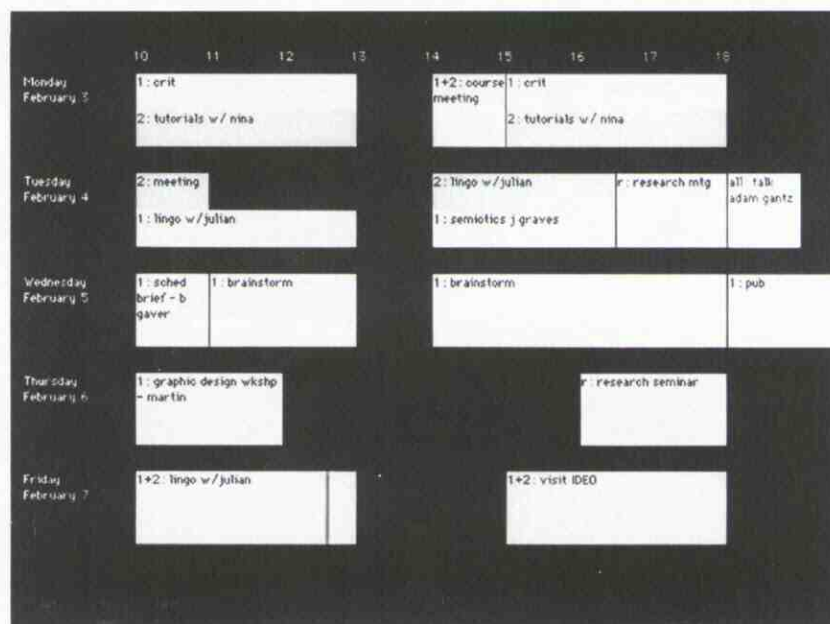 10 11 12 13 14 15 16 17 18
Monday
February 3
1 : crit
2 : tutorials w/ nina
1+2 : course
meeting
1 : crit
2 : tutorials w/ nina
Tuesday
February 4
2 : meeting
1 : lingo w/julian
2 : lingo w/julian
1 : semiotics j graves
r : research mtg
all talk
adam gantz
Wednesday
February 5
1 : sched
brief - b
gaver
1 : brainstorm
1 : brainstorm
1 : pub
Thursday
February 6
1 : graphic design wkshp
- martin
r : research seminar
Friday
February 7
1+2 : lingo w/julian
1+2 : visit IDEO